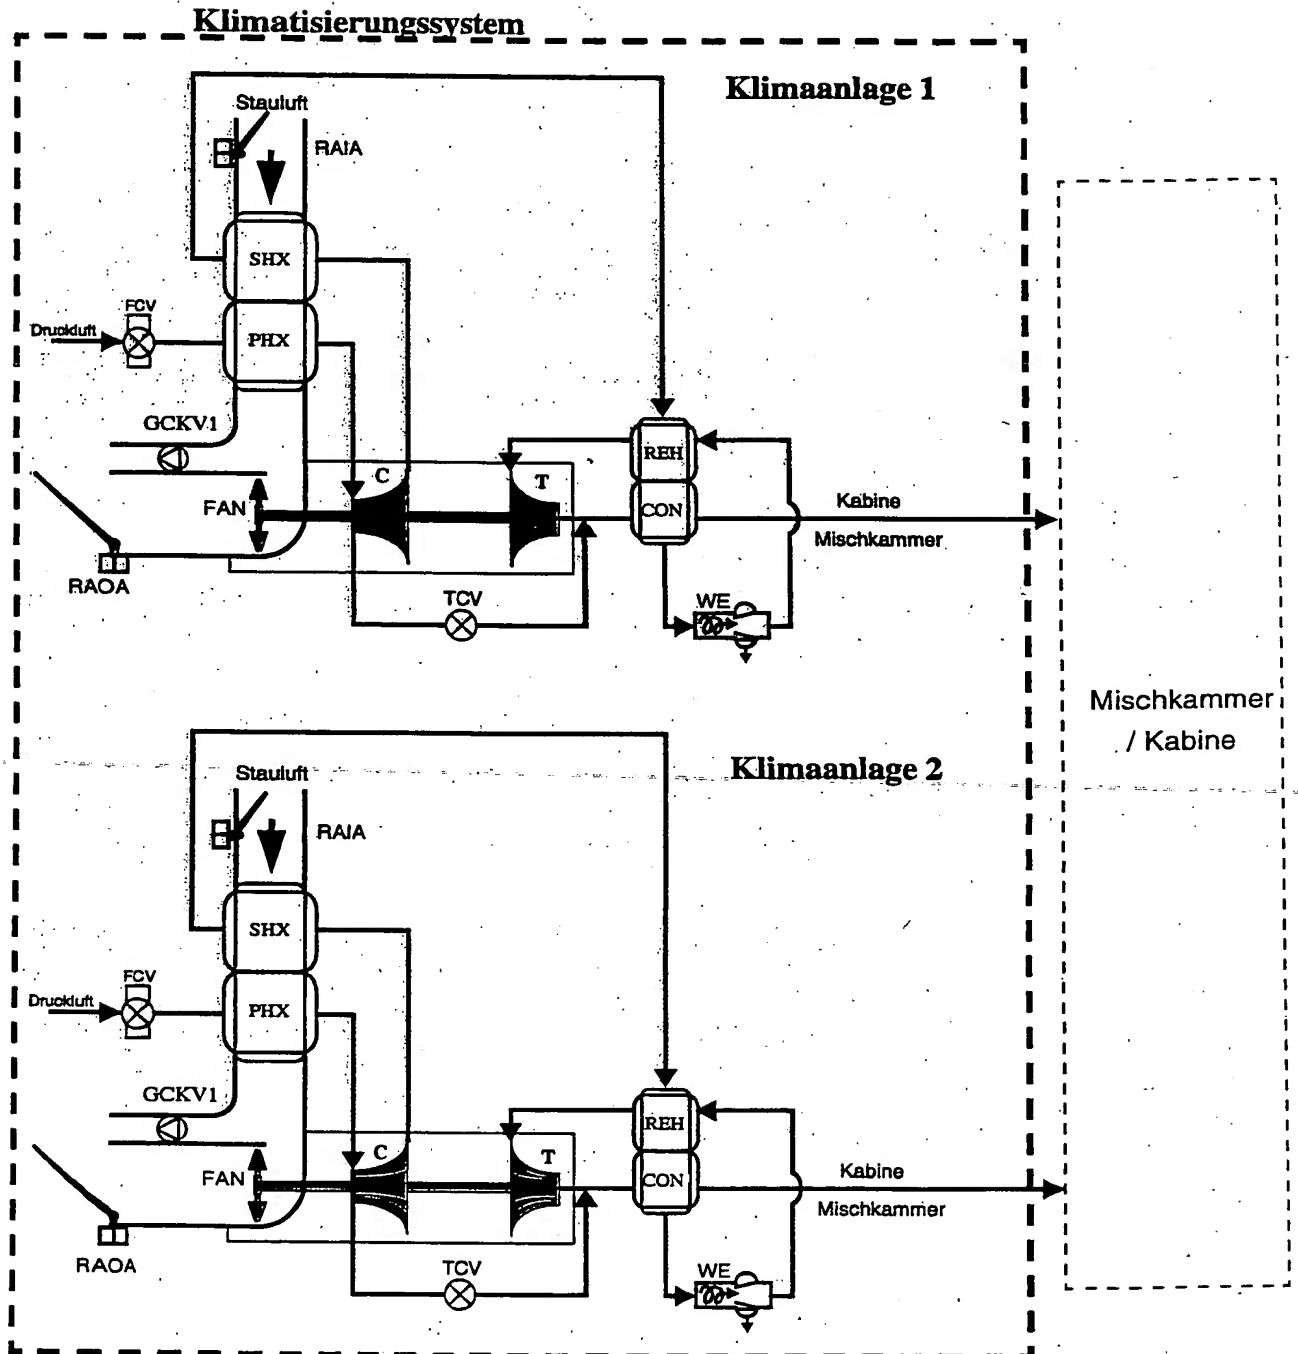 Klimatisierungssystem
Klimaanlage 1
Stauluft
RAIA
SHX
FCV
Druckluft
PHX
GCKV1
REH
C
T
FAN
CON
Kabine
Mischkammer
RAOA
TCV
WE
Mischkammer
/ Kabine
Klimaanlage 2
Stauluft
RAIA
SHX
FCV
Druckluft
PHX
GCKV1
REH
C
T
FAN
CON
Kabine
Mischkammer
RAOA
TCV
WE